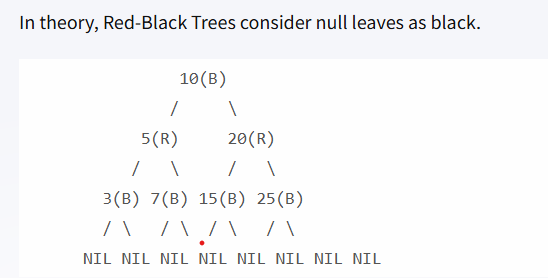 In theory, Red-Black Trees consider null leaves as black.
10(B)
/ \
5(R) 20(R)
/ \ / \
3(B) 7(B) 15(B) 25(B)
/ \ / \ / \ / \
NIL NIL NIL NIL NIL NIL NIL NIL